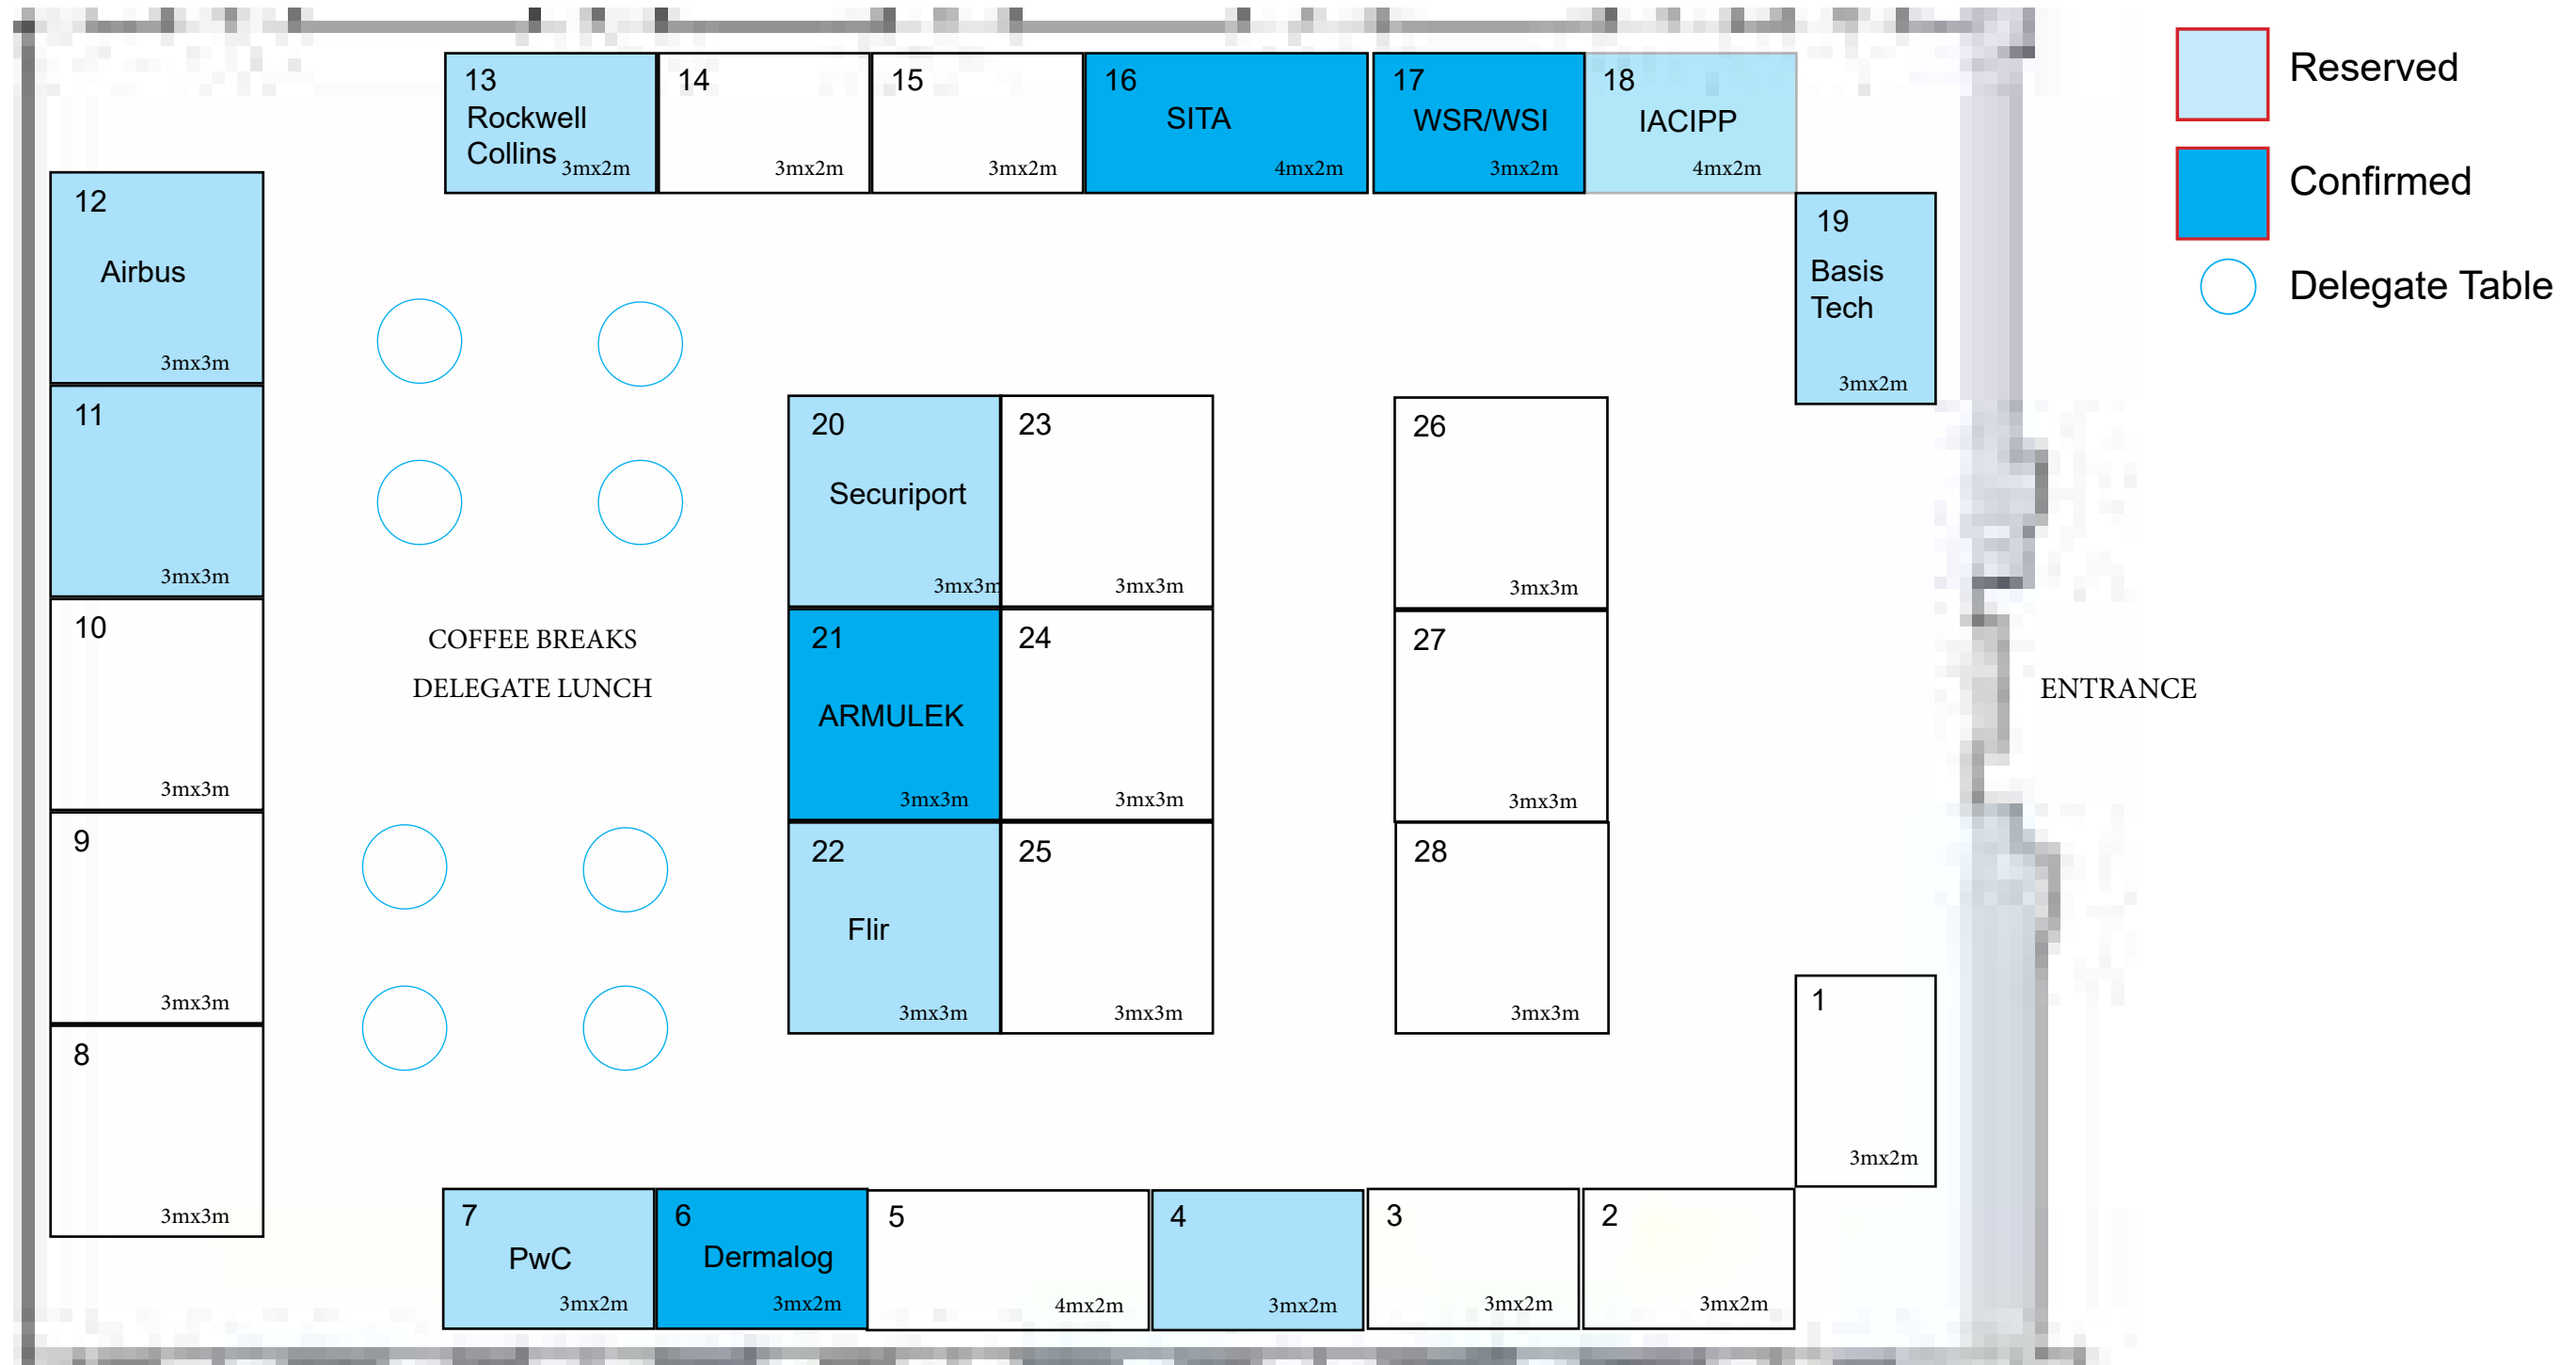 Reserved
Confirmed
Delegate Table
13
Rockwell
Collins
3mx2m
14
3mx2m
15
3mx2m
16
SITA
4mx2m
17
WSR/WSI
3mx2m
18
IACIPP
4mx2m
19
Basis
Tech
3mx2m
12
Airbus
3mx3m
11
3mx3m
10
3mx3m
9
3mx3m
8
3mx3m
COFFEE BREAKS
DELEGATE LUNCH
20
Securiport
3mx3m
23
3mx3m
21
ARMULEK
3mx3m
24
3mx3m
22
Flir
3mx3m
25
3mx3m
26
3mx3m
27
3mx3m
28
3mx3m
ENTRANCE
1
3mx2m
7
PwC
3mx2m
6
Dermalog
3mx2m
5
4mx2m
4
3mx2m
3
3mx2m
2
3mx2m